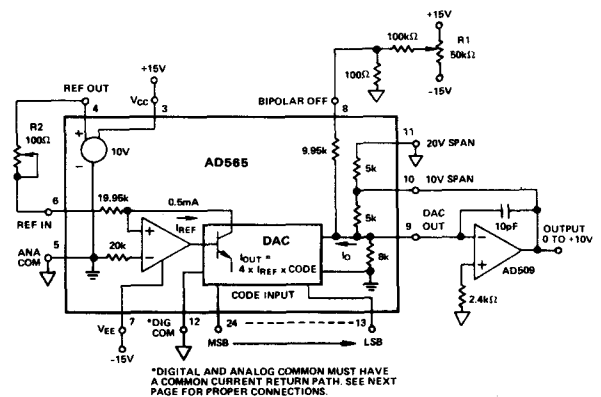 +15V
100kΩ
R1
50kΩ
100Ω
-15V
+15V
REF OUT
4
VCC
3
BIPOLAR OFF
8
R2
100Ω
+
10V
-
AD565
9.95k
11
20V SPAN
5k
10
10V SPAN
5k
6
REF IN
19.95k
0.5mA
IREF
+
-
DAC
IOUT =
4 x IREF x CODE
CODE INPUT
IO
8k
9
DAC
OUT
10pF
-
+
AD509
OUTPUT
0 TO +10V
2.4kΩ
5
ANA
COM
20k
VEE
7
-15V
*DIG
COM
12
24
MSB
13
LSB
*DIGITAL AND ANALOG COMMON MUST HAVE
A COMMON CURRENT RETURN PATH. SEE NEXT
PAGE FOR PROPER CONNECTIONS.